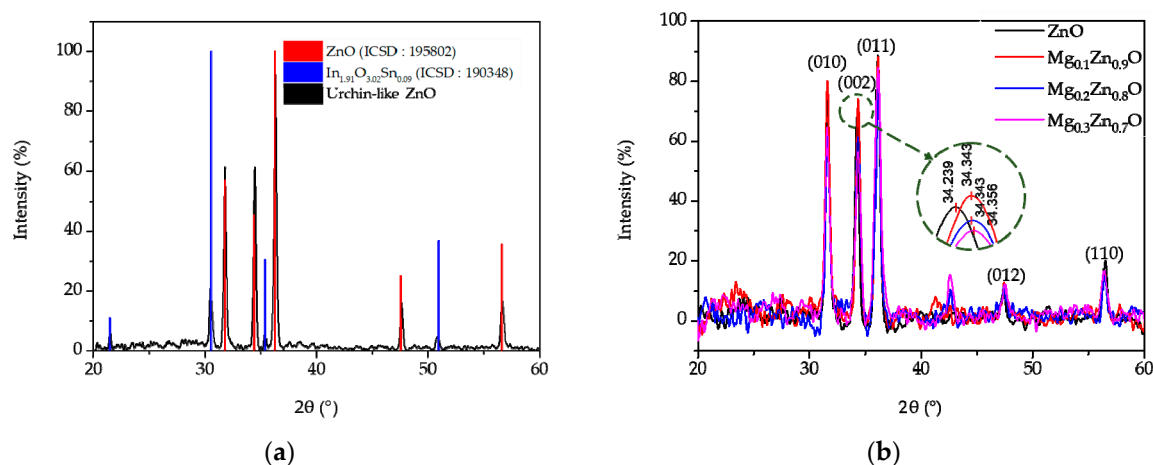 ZnO (ICSD : 195802)
In1.91O3.02Sn0.09 (ICSD : 190348)
Urchin-like ZnO
Intensity (%)
100
80
60
40
20
0
20
30
40
50
60
2θ (°)
(a)
ZnO
Mg0.1Zn0.9O
Mg0.2Zn0.8O
Mg0.3Zn0.7O
(010)
(002)
(011)
(012)
(110)
34.239
34.343
34.343
34.356
Intensity (%)
100
80
60
40
20
0
20
30
40
50
60
2θ (°)
(b)